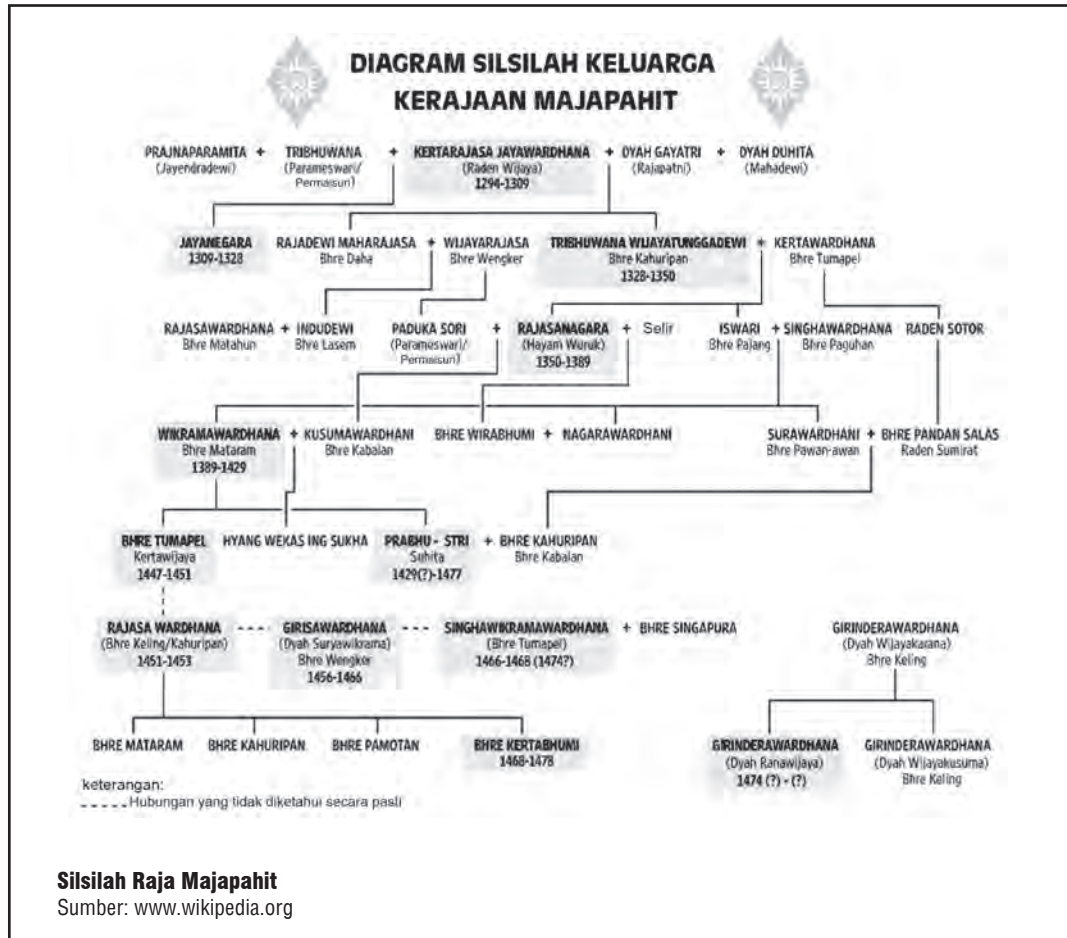 DIAGRAM SILSILAH KELUARGA
KERAJAAN MAJAPAHIT
PRAJNAPARAMITA + TRIBHUWANA + KERTARAJASA JAYAWARDHANA + DYAH GAYATRI + DYAH DUHITA
(Jayendradewi) (Parameswari/ (Raden Wijaya) (Rajapatni) (Mahadewi)
Permaisuri) 1294-1309
JAYANEGARA RAJADEWI MAHARAJASA + WIJAYARAJASA TRIBHUWANA WIJAYATUNGGADEWI + KERTAWARDHANA
1309-1328 Bhre Daha Bhre Wengker Bhre Kahuripan Bhre Tumapel
1328-1350
RAJASAWARDHANA + INDUDEWI PADUKA SORI + RAJASANAGARA + Selir ISWARI + SINGHAWARDHANA RADEN SOTOR
Bhre Matahun Bhre Lasem (Parameswari/ (Hayam Wuruk) Bhre Pajang Bhre Paguhan
Permaisuri) 1350-1389
WIKRAMAWARDHANA + KUSUMAWARDHANI BHRE WIRABHUMI + NAGARAWARDHANI SURAWARDHANI + BHRE PANDAN SALAS
Bhre Mataram Bhre Kabalan Bhre Pawan-awan Raden Sumirat
1389-1429
BHRE TUMAPEL HYANG WEKAS ING SUKHA PRABHU - STRI + BHRE KAHURIPAN
Kertawijaya Suhita Bhre Kabalan
1447-1451 1429(?)-1477
RAJASA WARDHANA GIRISAWARDHANA SINGHAWIKRAMAWARDHANA + BHRE SINGAPURA GIRINDERAWARDHANA
(Bhre Keling/Kahuripan) (Dyah Suryawikrama) (Bhre Tumapel) (Dyah Wijayakarana)
1451-1453 Bhre Wengker 1466-1468 (1474?) Bhre Keling
1456-1466
BHRE MATARAM BHRE KAHURIPAN BHRE PAMOTAN BHRE KERTABHUMI GIRINDERAWARDHANA GIRINDERAWARDHANA
1468-1478 (Dyah Ranawijaya) (Dyah Wijayakusuma)
1474 (?) - (?) Bhre Keling
keterangan:
----- Hubungan yang tidak diketahui secara pasli
Silsilah Raja Majapahit
Sumber: www.wikipedia.org